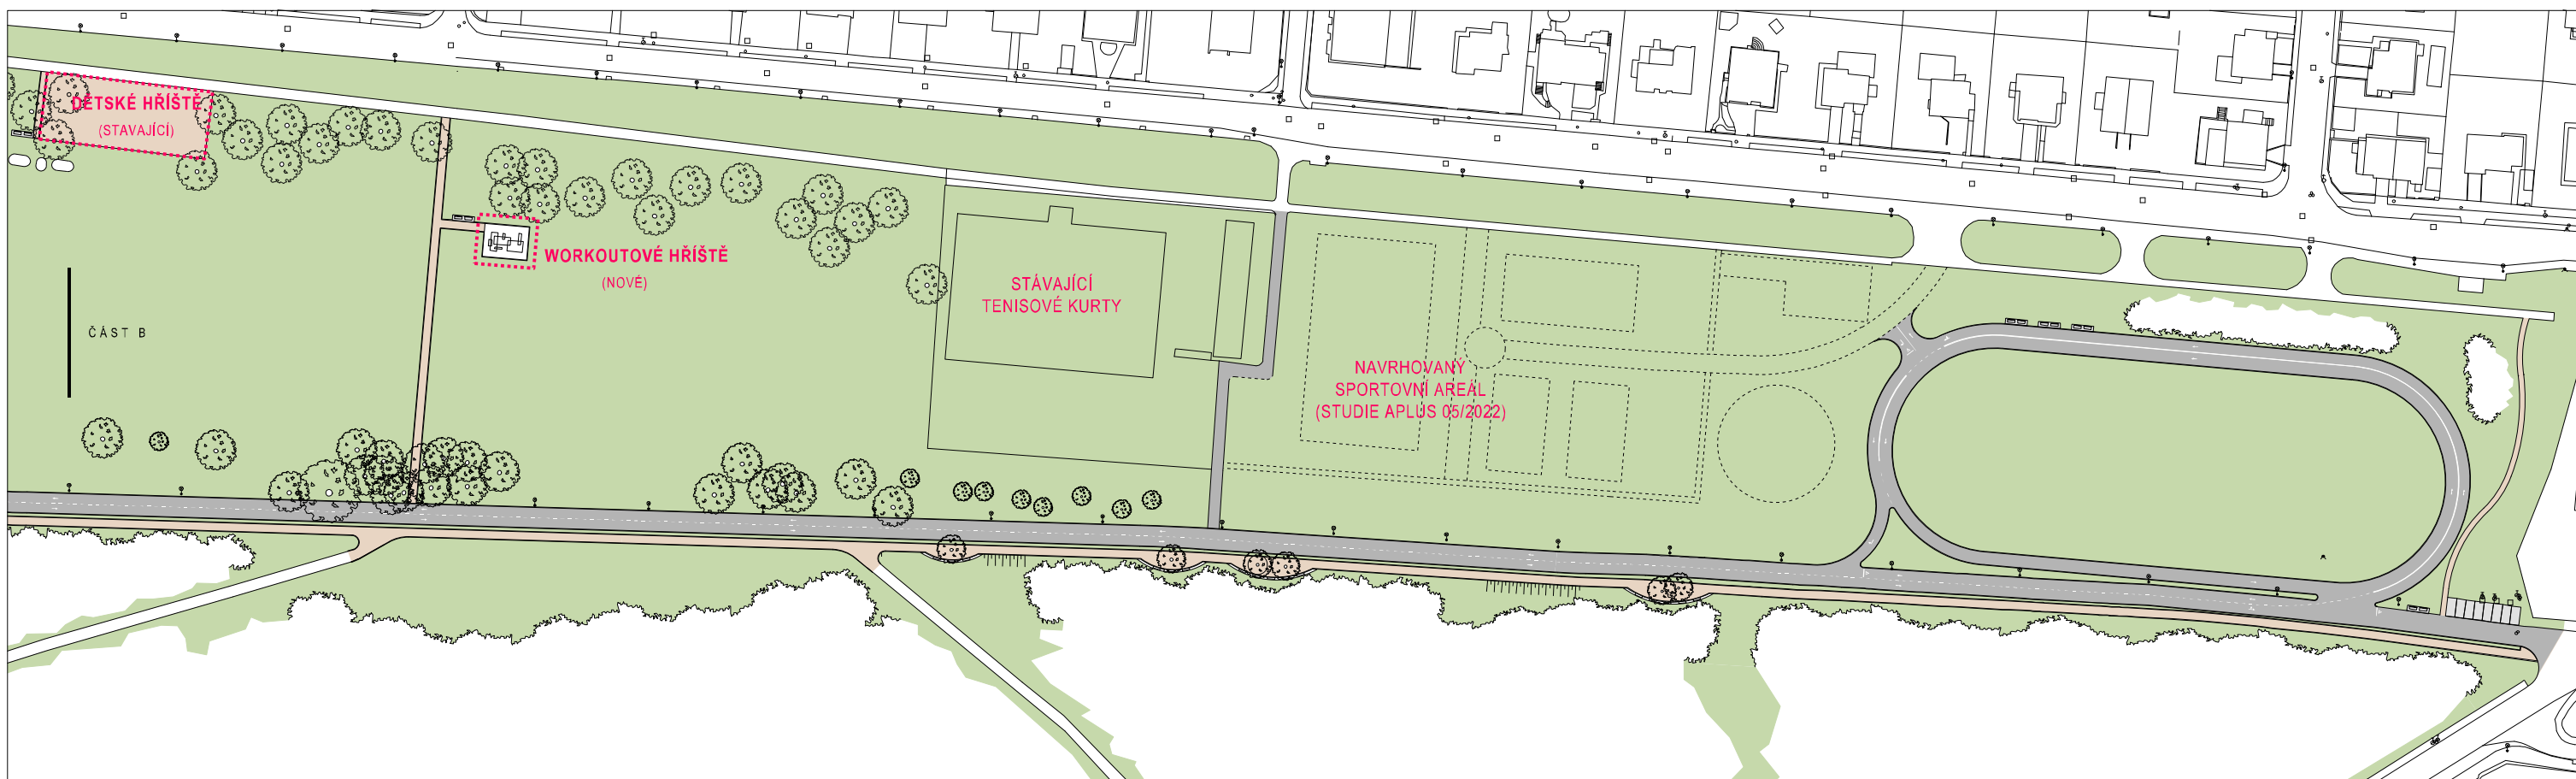 DĚTSKÉ HŘIŠTĚ
(STAVAJÍCÍ)
WORKOUTOVÉ HŘIŠTĚ
(NOVÉ)
STÁVAJÍCÍ
TENISOVÉ KURTY
ČÁST B
NAVRHOVANÝ
SPORTOVNÍ AREÁL
(STUDIE APLUS 05/2022)